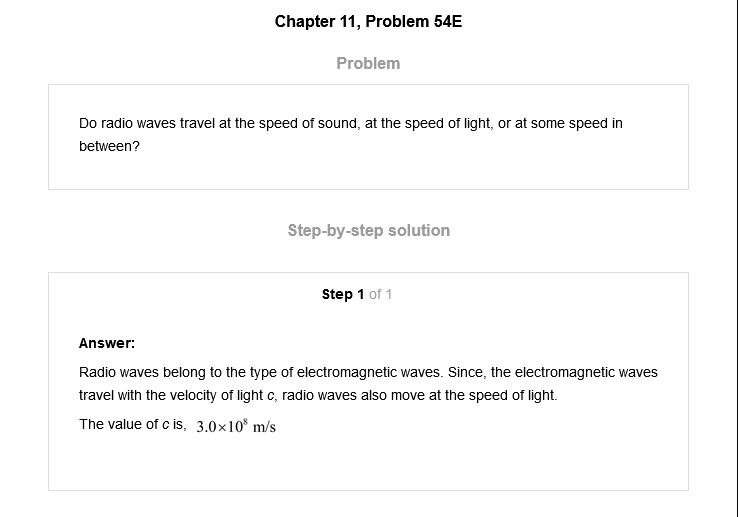 Chapter 11, Problem 54E
Problem
Do radio waves travel at the speed of sound, at the speed of light, or at some speed in
between?
Step-by-step solution
Step 1 of 1
Answer:
Radio waves belong to the type of electromagnetic waves. Since, the electromagnetic waves
travel with the velocity of light c, radio waves also move at the speed of light.
The value of c is, 3.0×10⁸ m/s